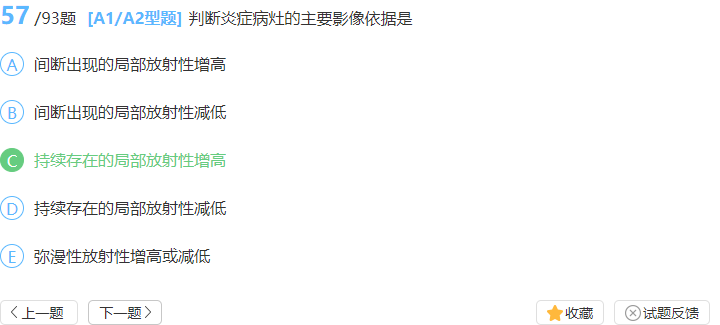 57 /93题 [A1/A2型题] 判断炎症病灶的主要影像依据是
A 间断出现的局部放射性增高
B 间断出现的局部放射性减低
C 持续存在的局部放射性增高
D 持续存在的局部放射性减低
E 弥漫性放射性增高或减低
上一题 下一题 收藏 试题反馈